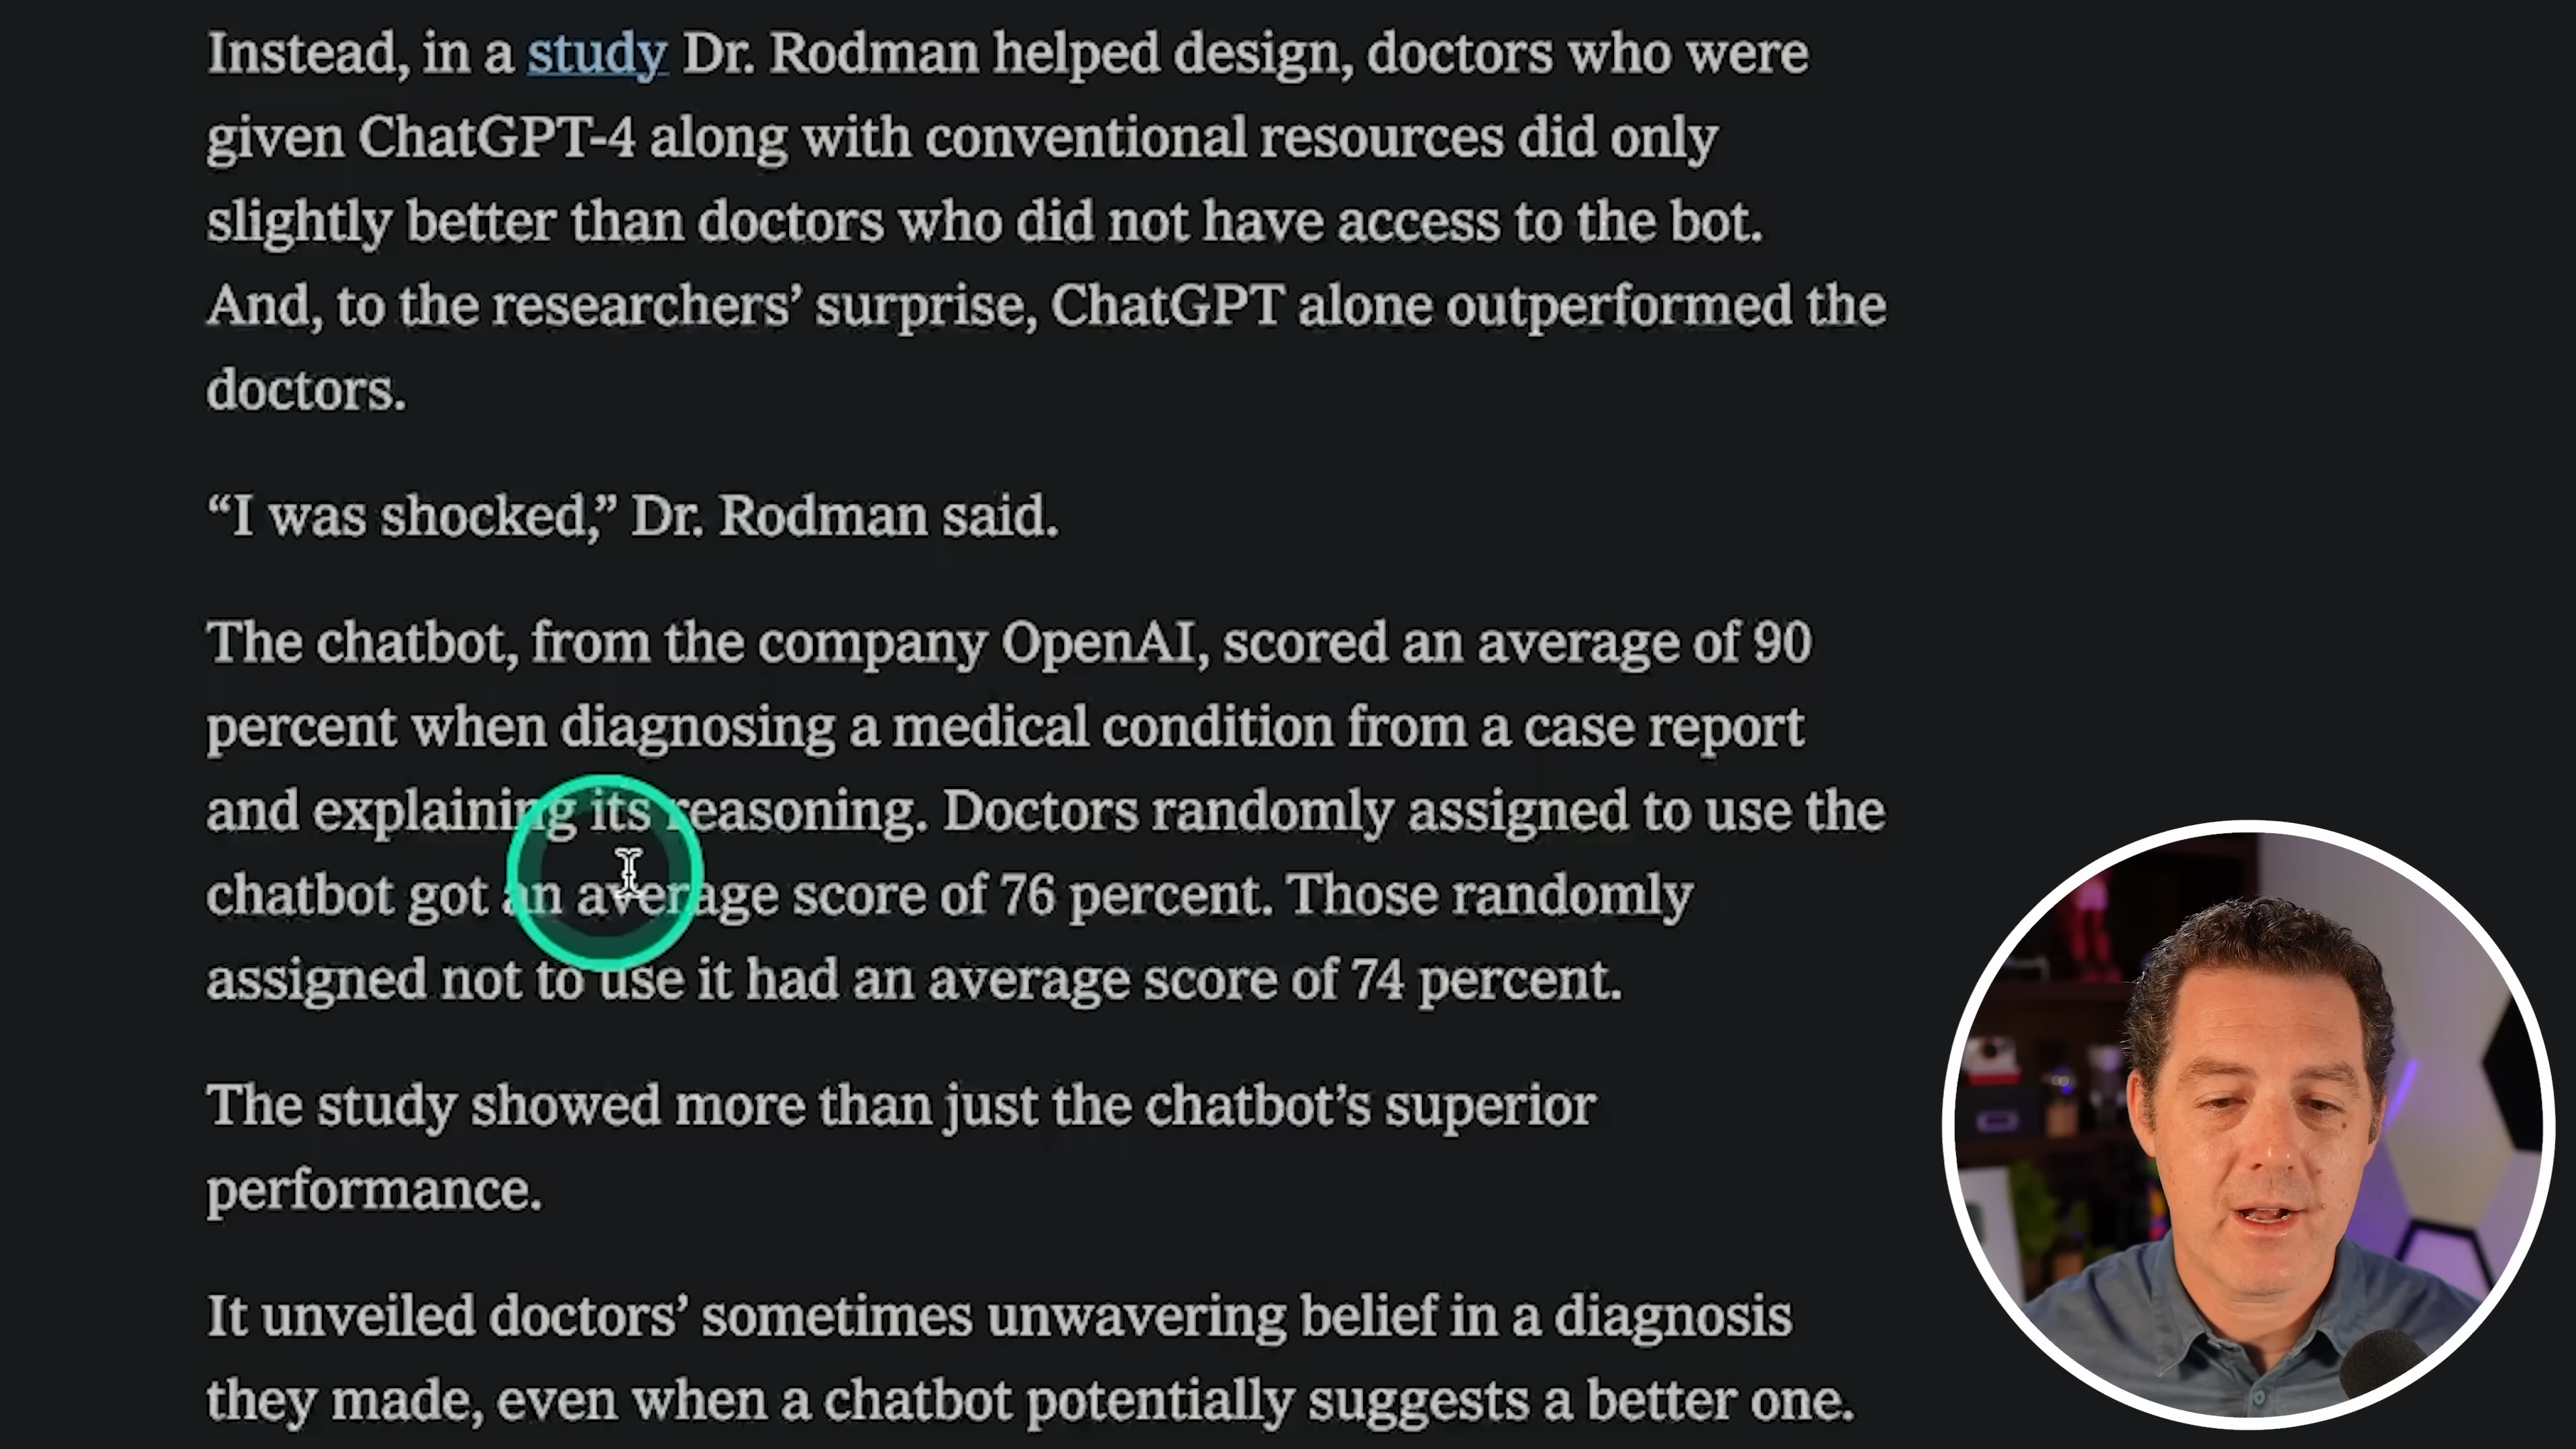 Instead, in a study Dr. Rodman helped design, doctors who were
given ChatGPT-4 along with conventional resources did only
slightly better than doctors who did not have access to the bot.
And, to the researchers’ surprise, ChatGPT alone outperformed the
doctors.
“I was shocked,” Dr. Rodman said.
The chatbot, from the company OpenAI, scored an average of 90
percent when diagnosing a medical condition from a case report
and explaining its reasoning. Doctors randomly assigned to use the
chatbot got an average score of 76 percent. Those randomly
assigned not to use it had an average score of 74 percent.
The study showed more than just the chatbot’s superior
performance.
It unveiled doctors’ sometimes unwavering belief in a diagnosis
they made, even when a chatbot potentially suggests a better one.